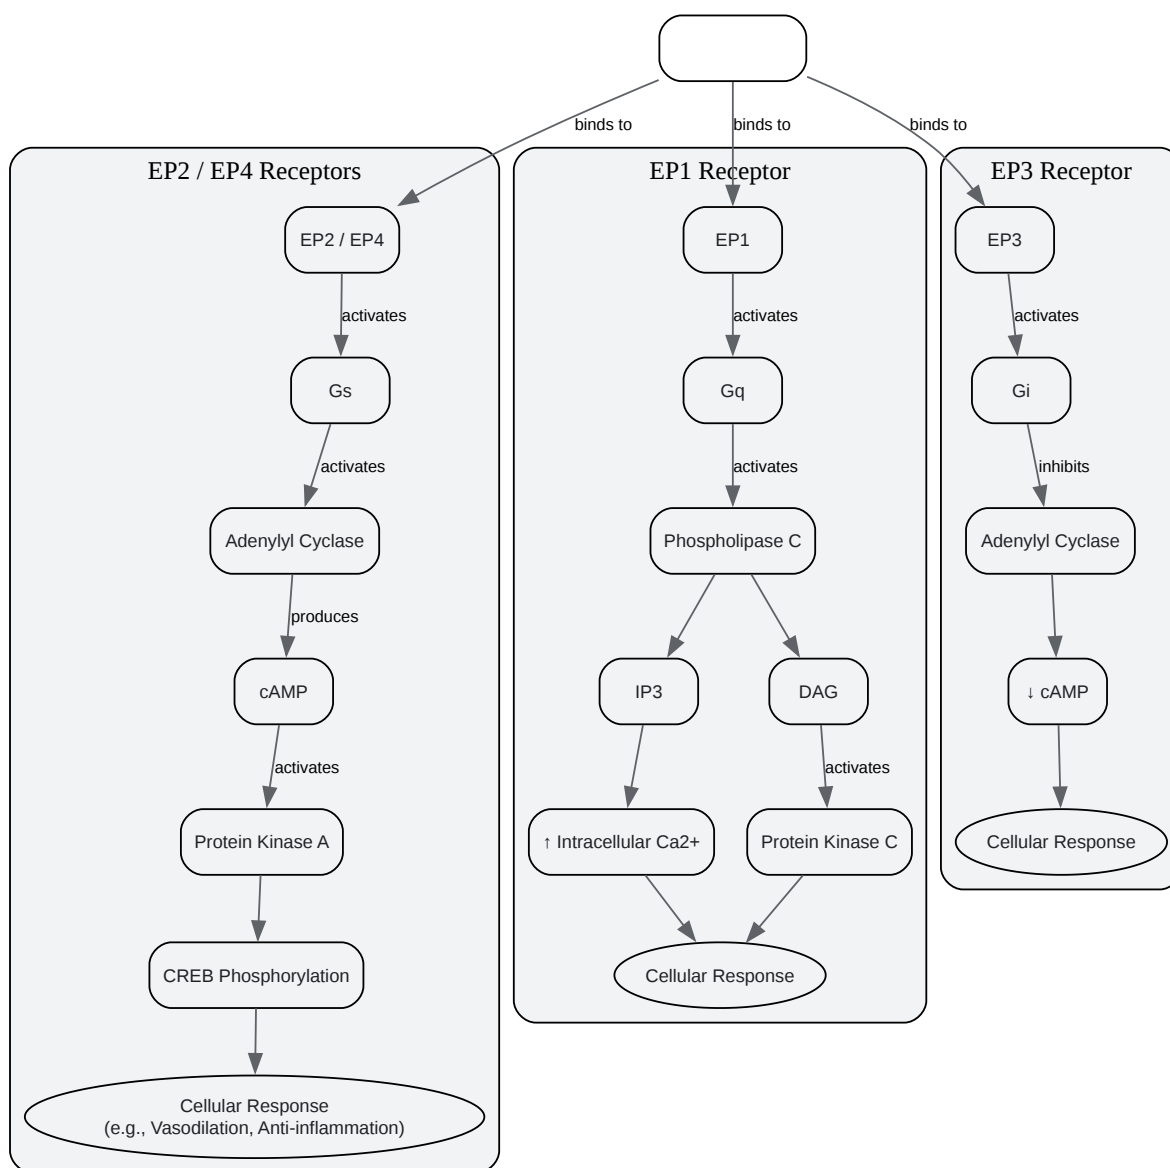 binds to
binds to
binds to
EP2 / EP4 Receptors
EP2 / EP4
activates
Gs
activates
Adenylyl Cyclase
produces
cAMP
activates
Protein Kinase A
CREB Phosphorylation
Cellular Response
(e.g., Vasodilation, Anti-inflammation)
EP1 Receptor
EP1
activates
Gq
activates
Phospholipase C
IP3
DAG
activates
↑ Intracellular Ca2+
Protein Kinase C
Cellular Response
EP3 Receptor
EP3
activates
Gi
inhibits
Adenylyl Cyclase
↓ cAMP
Cellular Response